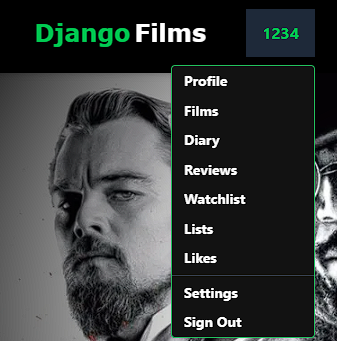 Django Films
1234
Profile
Films
Diary
Reviews
Watchlist
Lists
Likes
Settings
Sign Out